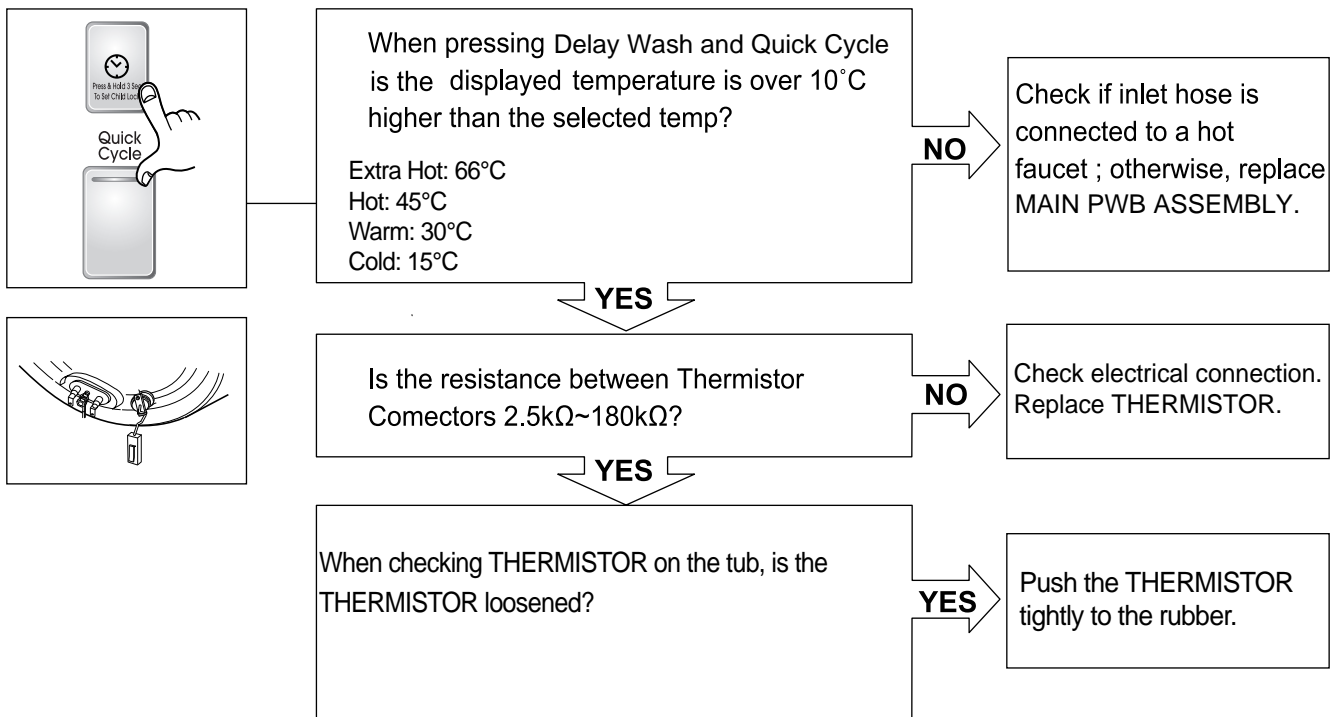 Press & Hold 3 Sec
To Set Child Lock
Quick
Cycle
When pressing Delay Wash and Quick Cycle
is the displayed temperature is over 10˚C
higher than the selected temp?
Extra Hot: 66°C
Hot: 45°C
Warm: 30°C
Cold: 15°C
NO
Check if inlet hose is
connected to a hot
faucet ; otherwise, replace
MAIN PWB ASSEMBLY.
YES
Is the resistance between Thermistor
Comectors 2.5kΩ~180kΩ?
NO
Check electrical connection.
Replace THERMISTOR.
YES
When checking THERMISTOR on the tub, is the
THERMISTOR loosened?
YES
Push the THERMISTOR
tightly to the rubber.